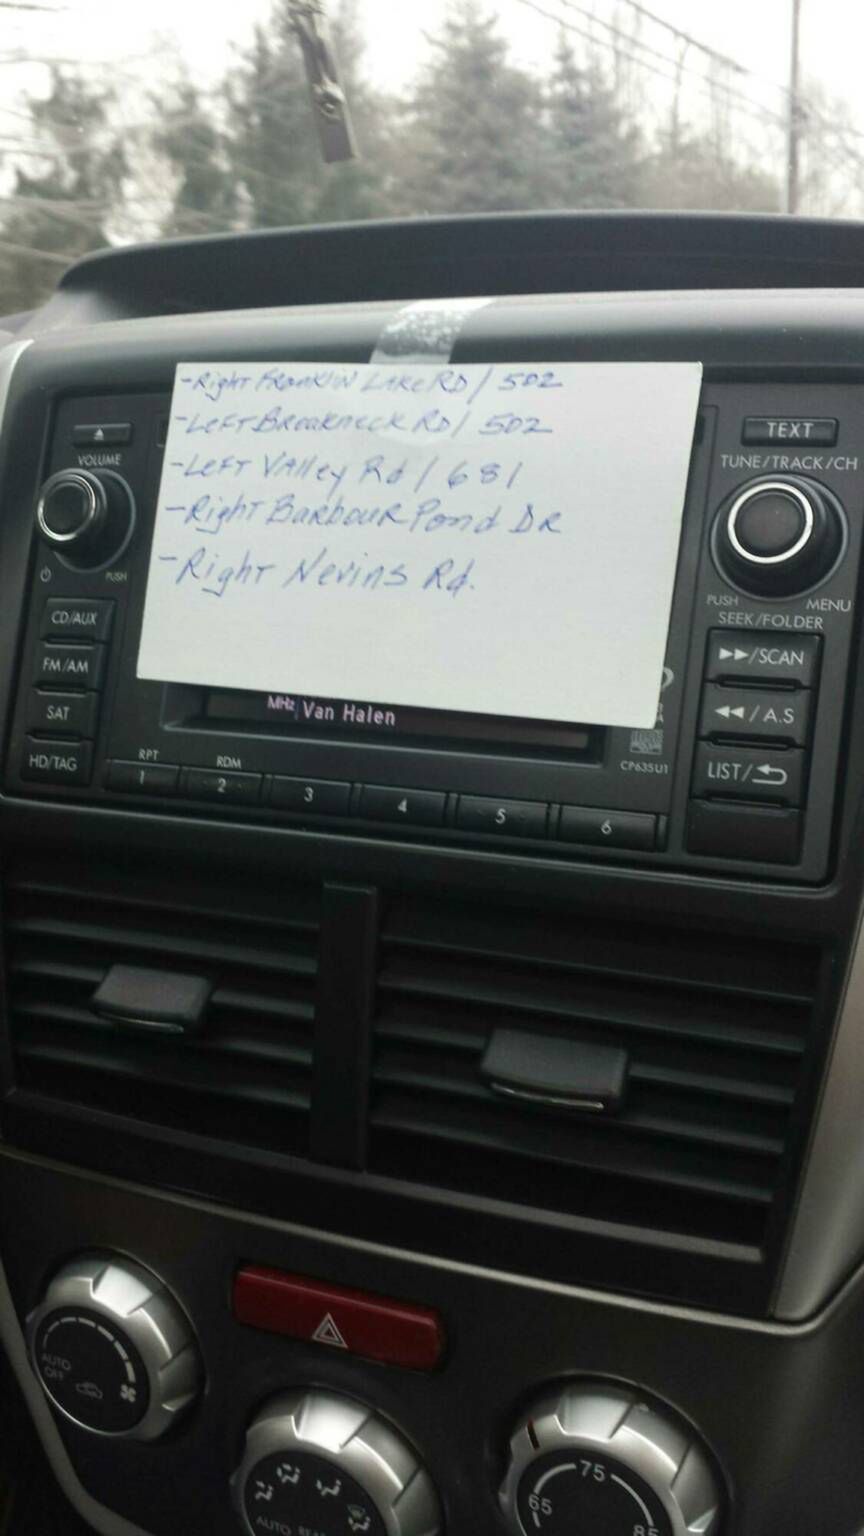 -Right Franklin Lake RD / 502
-Left Breakneck RD / 502
-Left Valley Rd / 681
-Right Barbour Pond DR
-Right Nevins Rd.
TEXT
VOLUME
TUNE/TRACK/CH
PUSH
PUSH MENU
SEEK/FOLDER
CD/AUX
FM/AM
SAT
HD/TAG
/SCAN
/ A.S
LIST/
MHz Van Halen
CP635U1
RPT RDM
1 2 3 4 5 6
AUTO
OFF
AUTO
65 75 85